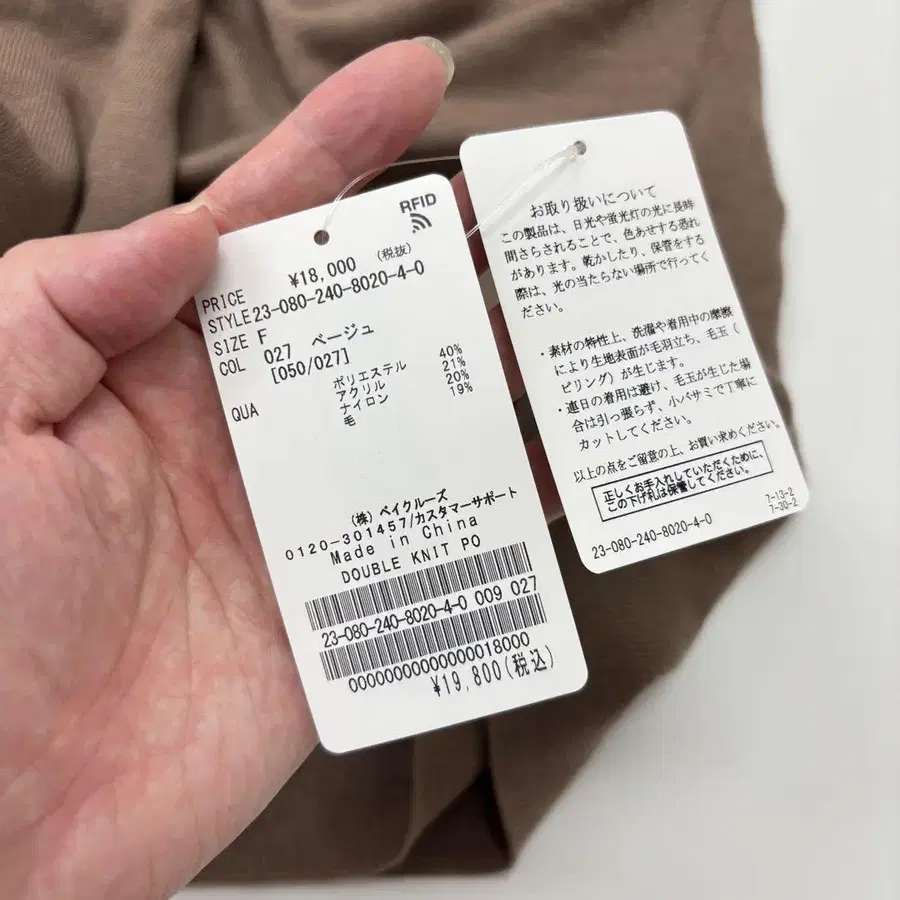 RFID
PRICE ¥18,000 (税抜)
STYLE 23-080-240-8020-4-0
SIZE F
COL 027 ベージュ
[050/027]
QUA ポリエステル 40%
アクリル 21%
ナイロン 20%
毛 19%
(株) ベイクルーズ
0120-301457/カスタマーサポート
Made in China
DOUBLE KNIT PO
23-080-240-8020-4-0 009 027
0000000000000018000
¥19,800(税込)
お取り扱いについて
この製品は、日光や蛍光灯の光に長時
間さらされることで、色あせする恐れ
があります。乾かしたり、保管をする
際は、光の当たらない場所で行ってく
ださい。
・素材の特性上、洗濯や着用中の摩擦
により生地表面が毛羽立ち、毛玉(
ピリング)が生じます。
・連日の着用は避け、毛玉が生じた場
合は引っ張らず、小バサミで丁寧に
カットしてください。
以上の点をご留意の上、お買い求めください。
正しくお手入れしていただくために、
この下げ札は保管してください。
7-13-2
7-30-2
23-080-240-8020-4-0